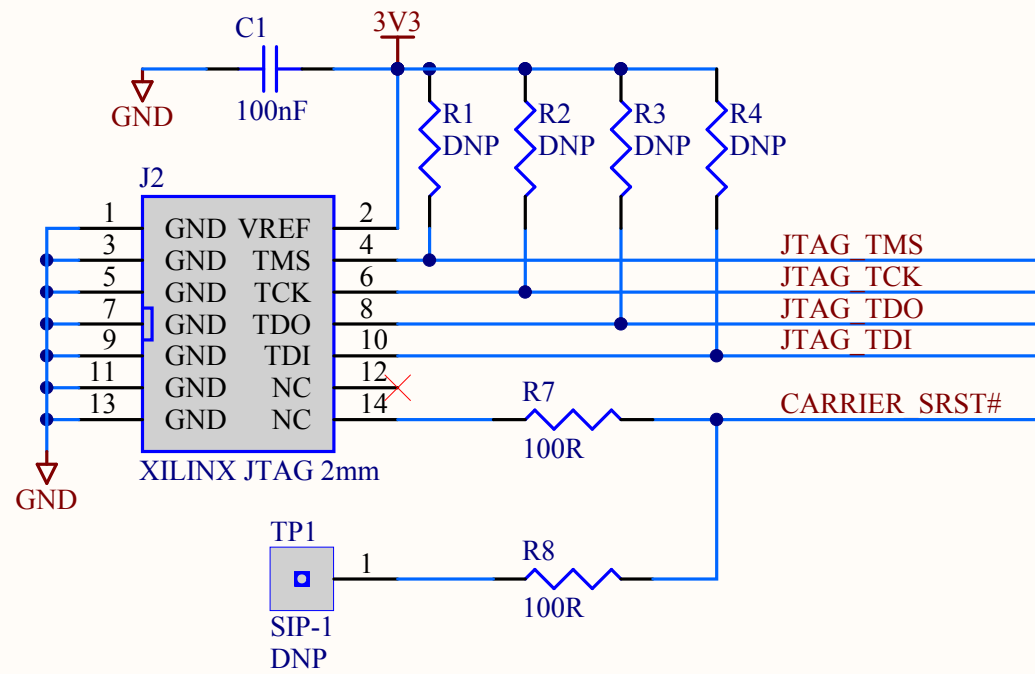 C1
100nF
GND
3V3
R1
DNP
R2
DNP
R3
DNP
R4
DNP
J2
1 GND VREF 2
3 GND TMS 4
5 GND TCK 6
7 GND TDO 8
9 GND TDI 10
11 GND NC 12
13 GND NC 14
XILINX JTAG 2mm
GND
JTAG_TMS
JTAG_TCK
JTAG_TDO
JTAG_TDI
CARRIER_SRST#
R7
100R
TP1
1
SIP-1
DNP
R8
100R